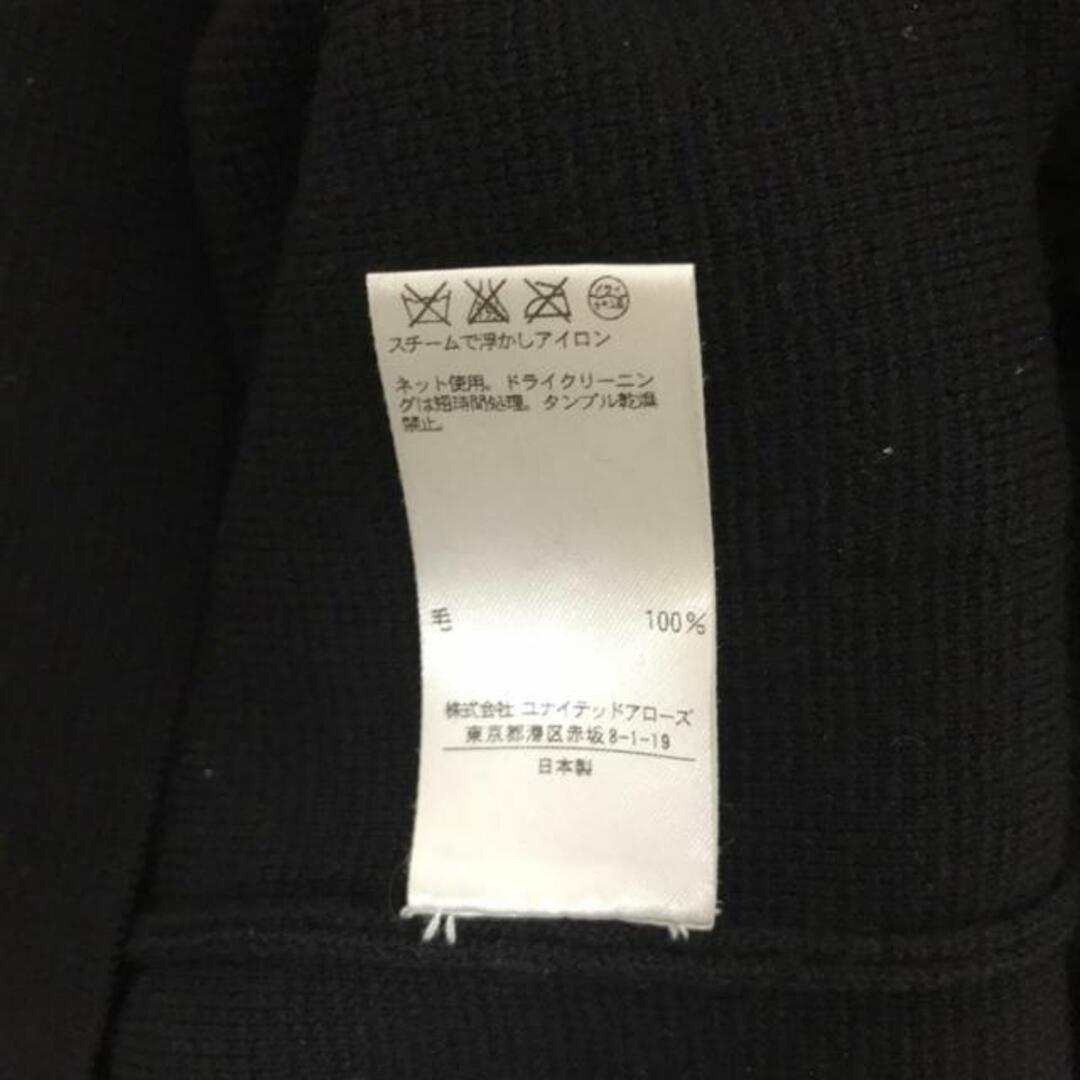 スチームで浮かしアイロン
ネット使用。ドライクリーニン
グは短時間処理。タンブル乾燥
禁止。
毛 100%
株式会社 ユナイテッドアローズ
東京都港区赤坂8-1-19
日本製